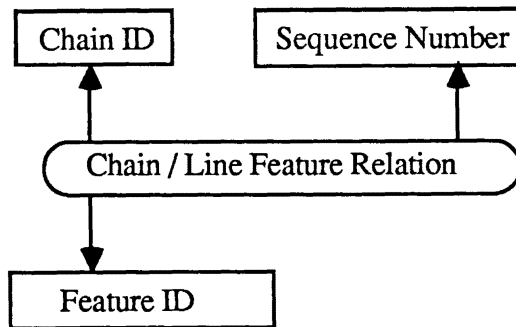 Chain ID
Sequence Number
Chain / Line Feature Relation
Feature ID